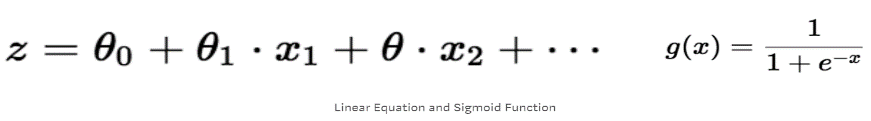 z = θ₀ + θ₁ · x₁ + θ · x₂ + ··· g(x) = 1 / (1 + e⁻ˣ)
Linear Equation and Sigmoid Function